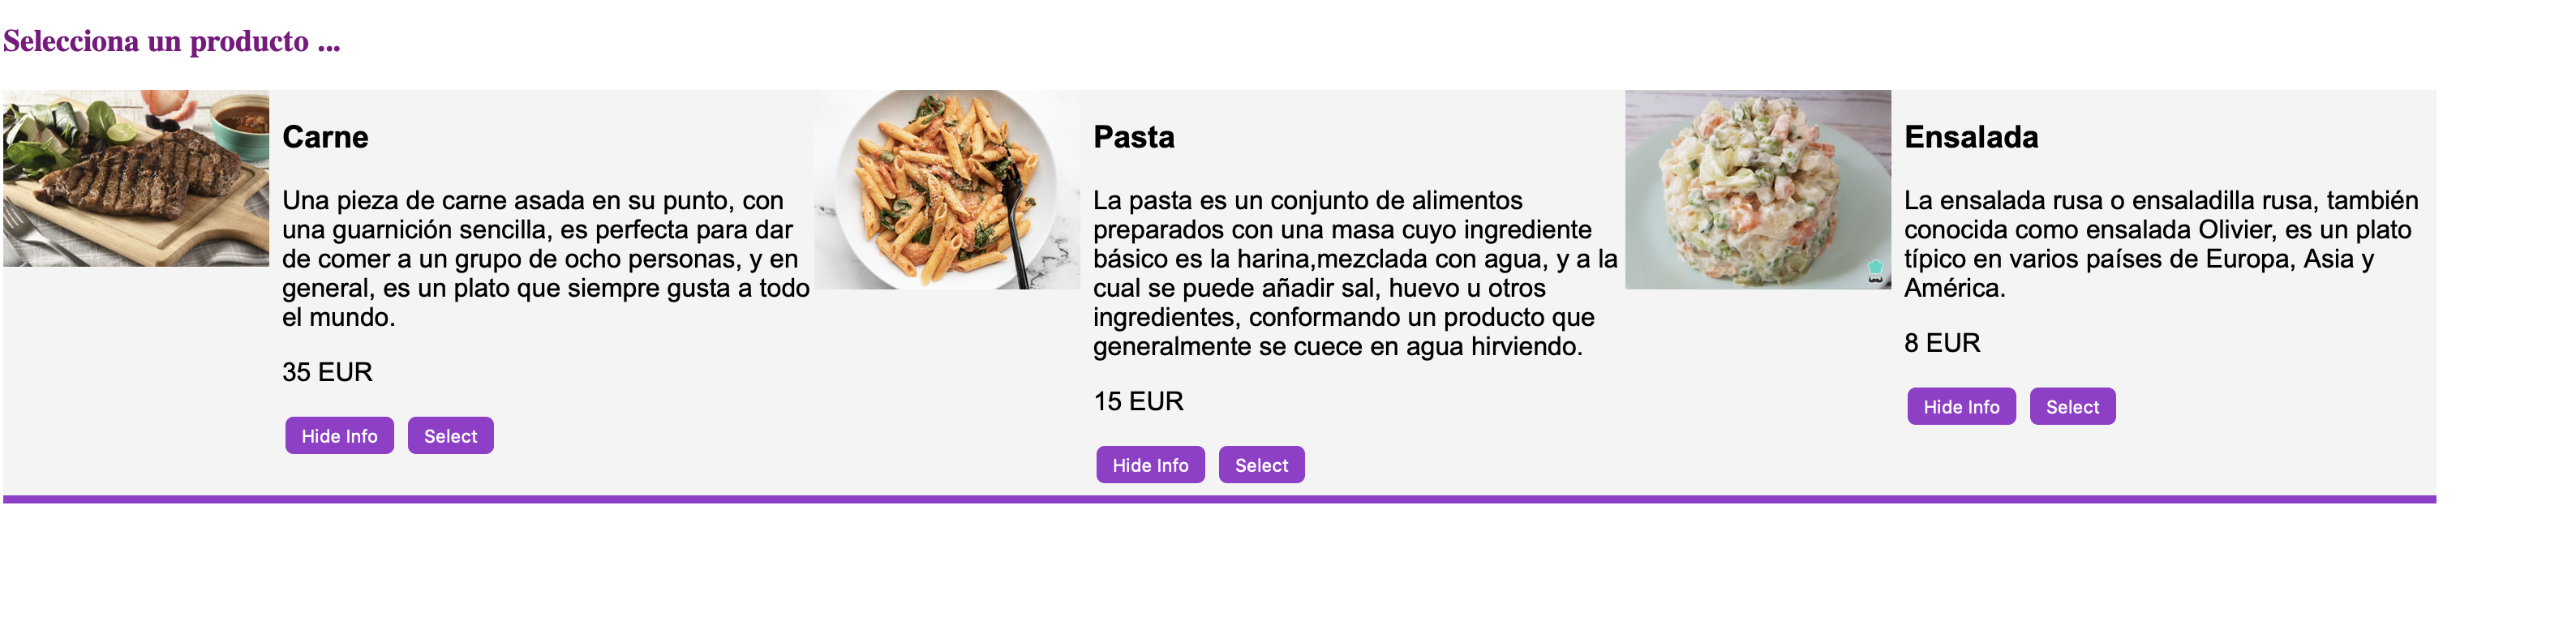 Selecciona un producto ...
Carne
Una pieza de carne asada en su punto, con
una guarnición sencilla, es perfecta para dar
de comer a un grupo de ocho personas, y en
general, es un plato que siempre gusta a todo
el mundo.
35 EUR
Hide Info
Select
Pasta
La pasta es un conjunto de alimentos
preparados con una masa cuyo ingrediente
básico es la harina,mezclada con agua, y a la
cual se puede añadir sal, huevo u otros
ingredientes, conformando un producto que
generalmente se cuece en agua hirviendo.
15 EUR
Hide Info
Select
Ensalada
La ensalada rusa o ensaladilla rusa, también
conocida como ensalada Olivier, es un plato
típico en varios países de Europa, Asia y
América.
8 EUR
Hide Info
Select